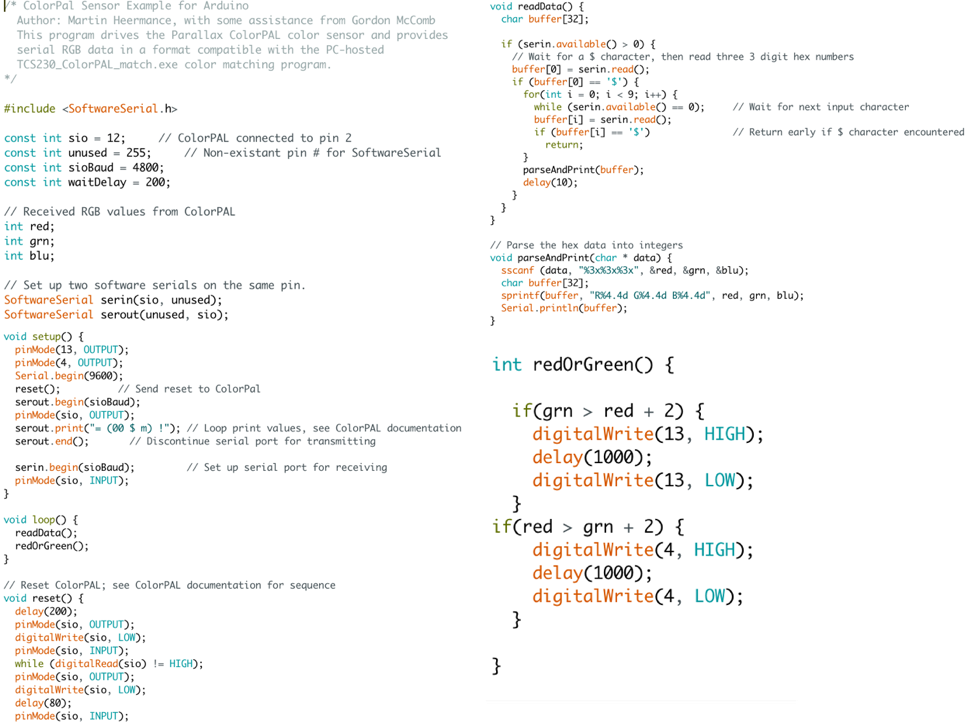 /* ColorPal Sensor Example for Arduino
  Author: Martin Heermance, with some assistance from Gordon McComb
  This program drives the Parallax ColorPAL color sensor and provides
  serial RGB data in a format compatible with the PC-hosted
  TCS230_ColorPAL_match.exe color matching program.
*/

#include <SoftwareSerial.h>

const int sio = 12;     // ColorPAL connected to pin 2
const int unused = 255;     // Non-existant pin # for SoftwareSerial
const int sioBaud = 4800;
const int waitDelay = 200;

// Received RGB values from ColorPAL
int red;
int grn;
int blu;

// Set up two software serials on the same pin.
SoftwareSerial serin(sio, unused);
SoftwareSerial serout(unused, sio);
void setup() {
  pinMode(13, OUTPUT);
  pinMode(4, OUTPUT);
  Serial.begin(9600);
  reset();          // Send reset to ColorPal
  serout.begin(sioBaud);
  pinMode(sio, OUTPUT);
  serout.print("= (00 $ m) !"); // Loop print values, see ColorPAL documentation
  serout.end();       // Discontinue serial port for transmitting

  serin.begin(sioBaud);         // Set up serial port for receiving
  pinMode(sio, INPUT);
}

void loop() {
  readData();
  redOrGreen();
}

// Reset ColorPAL; see ColorPAL documentation for sequence
void reset() {
  delay(200);
  pinMode(sio, OUTPUT);
  digitalWrite(sio, LOW);
  pinMode(sio, INPUT);
  while (digitalRead(sio) != HIGH);
  pinMode(sio, OUTPUT);
  digitalWrite(sio, LOW);
  delay(80);
  pinMode(sio, INPUT);
void readData() {
  char buffer[32];

  if (serin.available() > 0) {
    // Wait for a $ character, then read three 3 digit hex numbers
    buffer[0] = serin.read();
    if (buffer[0] == '$') {
      for(int i = 0; i < 9; i++) {
        while (serin.available() == 0);     // Wait for next input character
        buffer[i] = serin.read();
        if (buffer[i] == '$')               // Return early if $ character encountered
          return;
      }
      parseAndPrint(buffer);
      delay(10);
    }
  }
}

// Parse the hex data into integers
void parseAndPrint(char * data) {
  sscanf (data, "%3x%3x%3x", &red, &grn, &blu);
  char buffer[32];
  sprintf(buffer, "R%4.4d G%4.4d B%4.4d", red, grn, blu);
  Serial.println(buffer);
}

int redOrGreen() {

  if(grn > red + 2) {
    digitalWrite(13, HIGH);
    delay(1000);
    digitalWrite(13, LOW);
  }
if(red > grn + 2) {
    digitalWrite(4, HIGH);
    delay(1000);
    digitalWrite(4, LOW);
  }

}